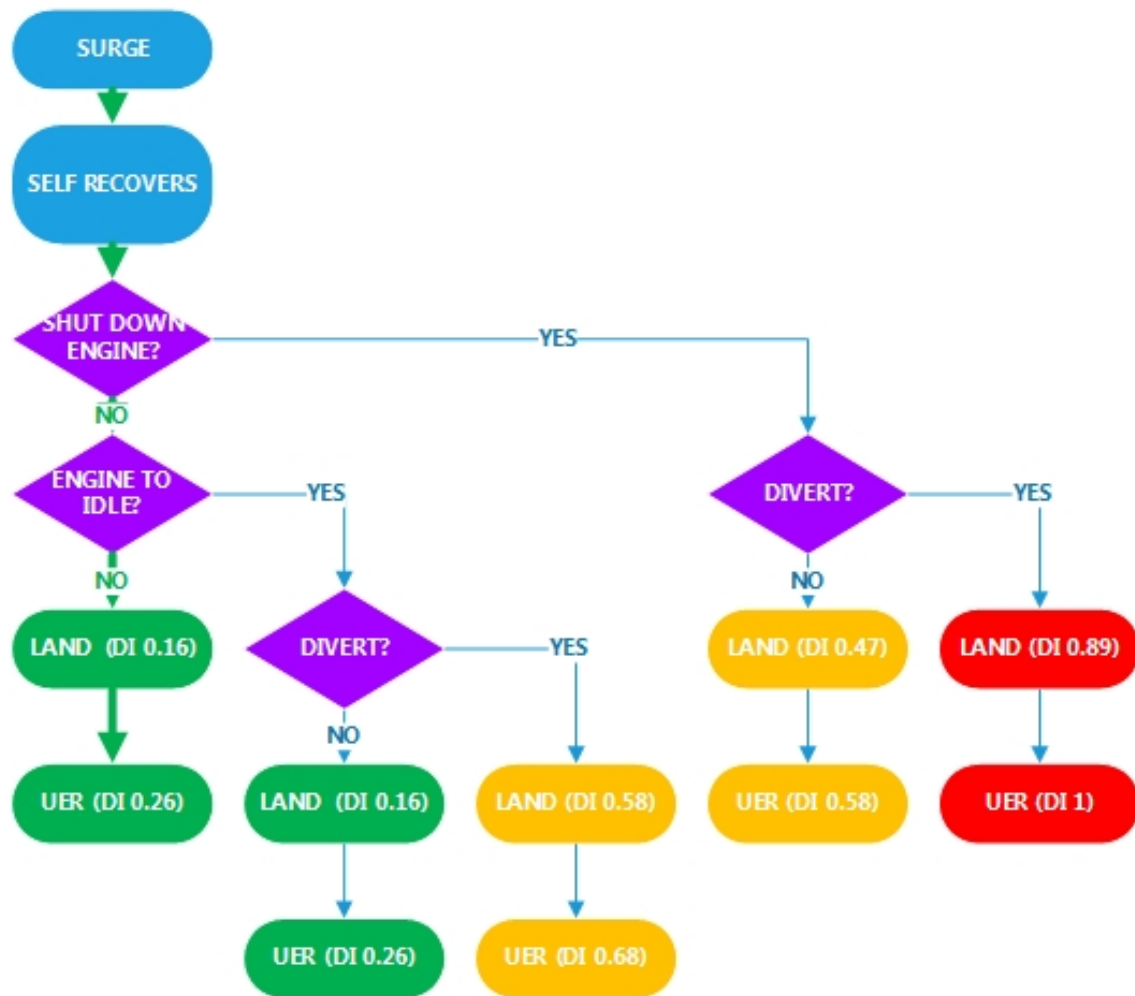 SURGE
SELF RECOVERS
SHUT DOWN
ENGINE?
YES
NO
ENGINE TO
IDLE?
YES
DIVERT?
YES
NO
NO
LAND (DI 0.16)
DIVERT?
YES
LAND (DI 0.47)
LAND (DI 0.89)
NO
UER (DI 0.26)
LAND (DI 0.16)
LAND (DI 0.58)
UER (DI 0.58)
UER (DI 1)
UER (DI 0.26)
UER (DI 0.68)